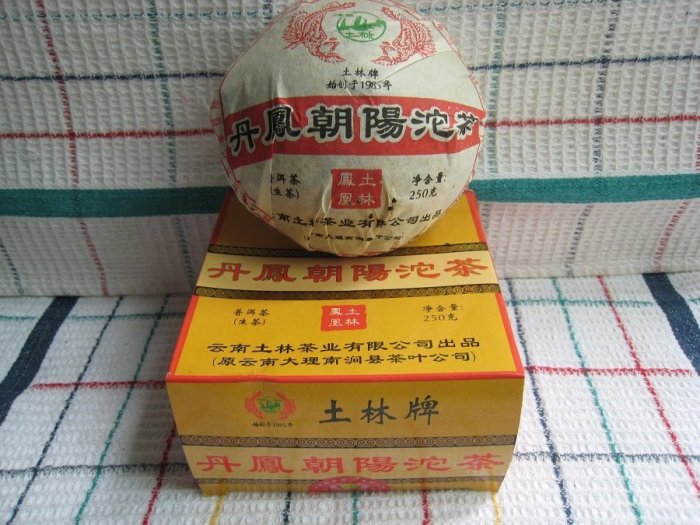 土林
土林牌
始创于1985年
丹鳳朝陽沱茶
普洱茶
(生茶)
鳳土
凰林
净含量:
250克
云南土林茶业有限公司出品
丹鳳朝陽沱茶
普洱茶
(生茶)
鳳土
凰林
净含量:
250克
云南土林茶业有限公司出品
(原云南大理南涧县茶叶公司)
始创于1985年
土林牌
丹鳳朝陽沱茶